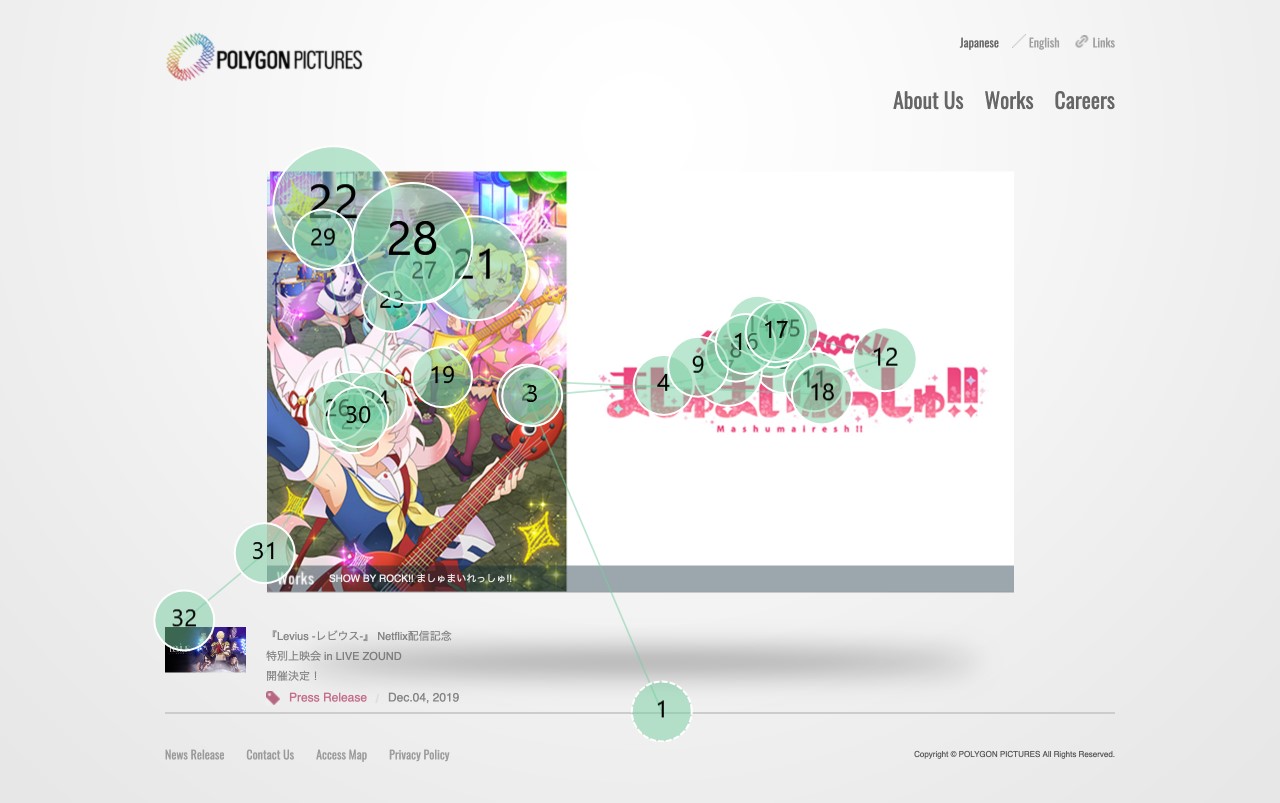 POLYGON PICTURES
Japanese
English
Links
About Us
Works
Careers
22
29
28
27
21
23
19
3
24
26
30
4
9
8
16
17
15
11
18
12
ROCK!!
ましゅまいれっしゅ!!
Mashumairesh!!
31
32
1
Works
SHOW BY ROCK!! ましゅまいれっしゅ!!
『Levius -レビウス-』 Netflix配信記念
特別上映会 in LIVE ZOUND
開催決定！
Press Release / Dec.04, 2019
News Release
Contact Us
Access Map
Privacy Policy
Copyright © POLYGON PICTURES All Rights Reserved.